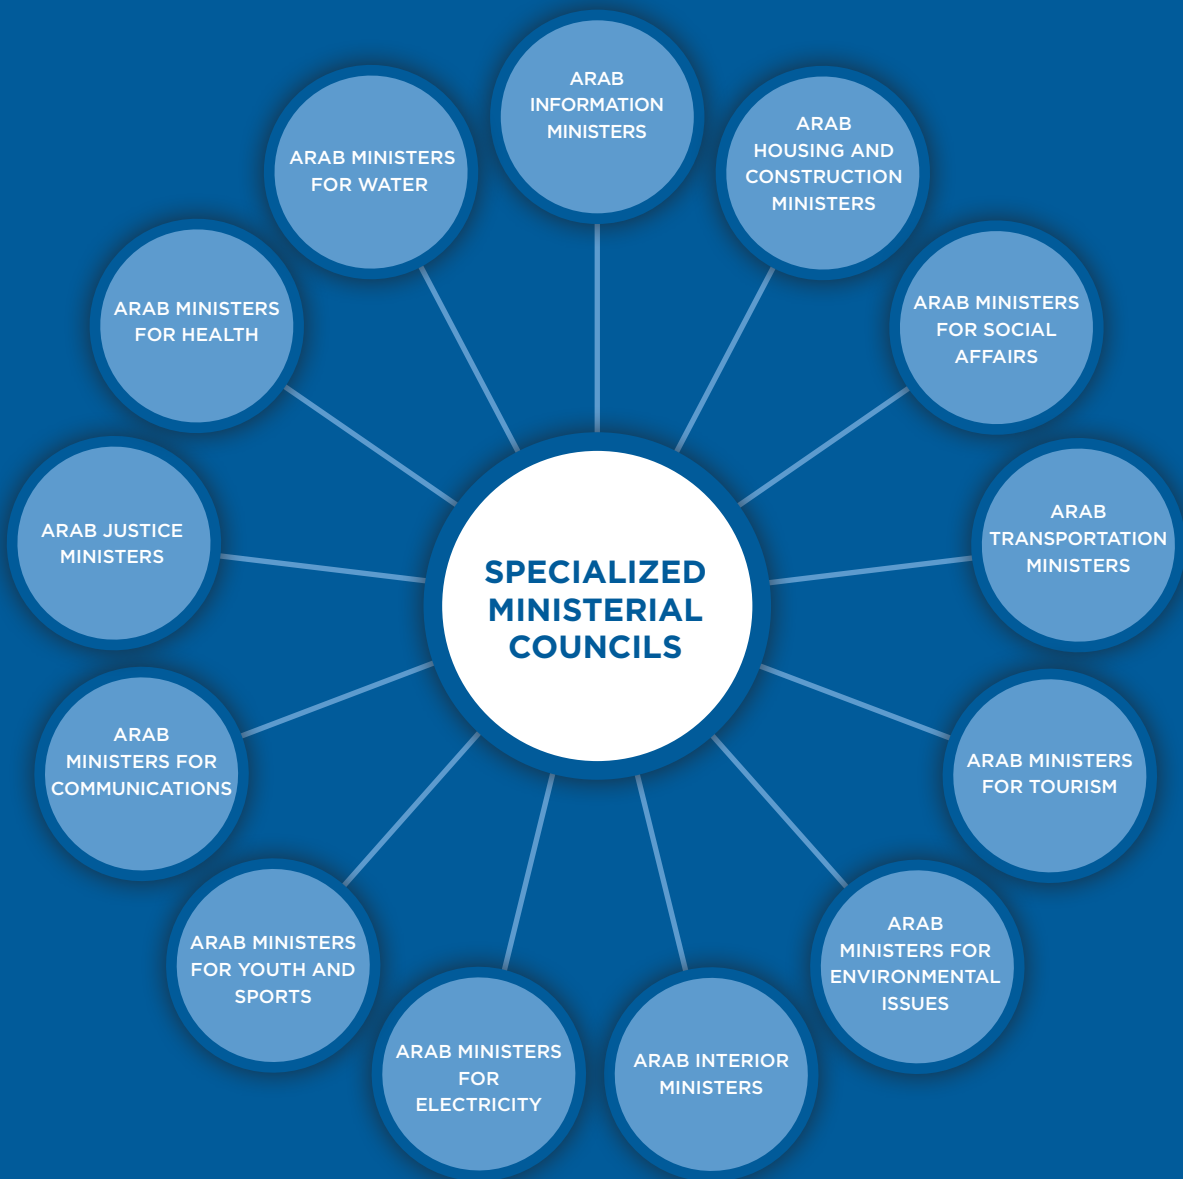 ARAB
INFORMATION
MINISTERS
ARAB
HOUSING AND
CONSTRUCTION
MINISTERS
ARAB MINISTERS
FOR SOCIAL
AFFAIRS
ARAB
TRANSPORTATION
MINISTERS
ARAB MINISTERS
FOR TOURISM
ARAB
MINISTERS FOR
ENVIRONMENTAL
ISSUES
ARAB INTERIOR
MINISTERS
ARAB MINISTERS
FOR
ELECTRICITY
ARAB MINISTERS
FOR YOUTH AND
SPORTS
ARAB
MINISTERS FOR
COMMUNICATIONS
ARAB JUSTICE
MINISTERS
ARAB MINISTERS
FOR HEALTH
ARAB MINISTERS
FOR WATER
SPECIALIZED
MINISTERIAL
COUNCILS